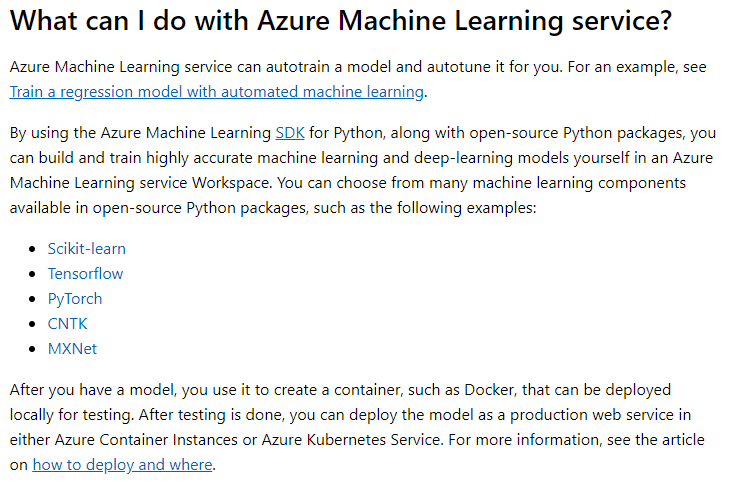 What can I do with Azure Machine Learning service?
Azure Machine Learning service can autotrain a model and autotune it for you. For an example, see
Train a regression model with automated machine learning.
By using the Azure Machine Learning SDK for Python, along with open-source Python packages, you
can build and train highly accurate machine learning and deep-learning models yourself in an Azure
Machine Learning service Workspace. You can choose from many machine learning components
available in open-source Python packages, such as the following examples:
• Scikit-learn
• Tensorflow
• PyTorch
• CNTK
• MXNet
After you have a model, you use it to create a container, such as Docker, that can be deployed
locally for testing. After testing is done, you can deploy the model as a production web service in
either Azure Container Instances or Azure Kubernetes Service. For more information, see the article
on how to deploy and where.